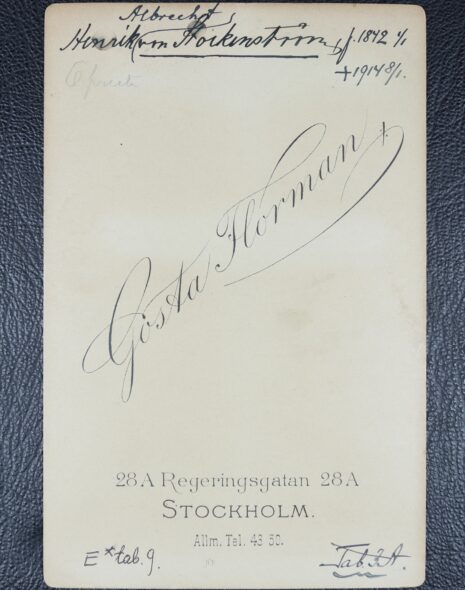 Albrecht
Henrik von Stockenström, f. 1842 4/1
+ 1914 8/1.
Gösta Florman
28 A Regeringsgatan 28 A
STOCKHOLM.
Allm. Tel. 43 50.
E* tab. 9.
Tab. 3A.